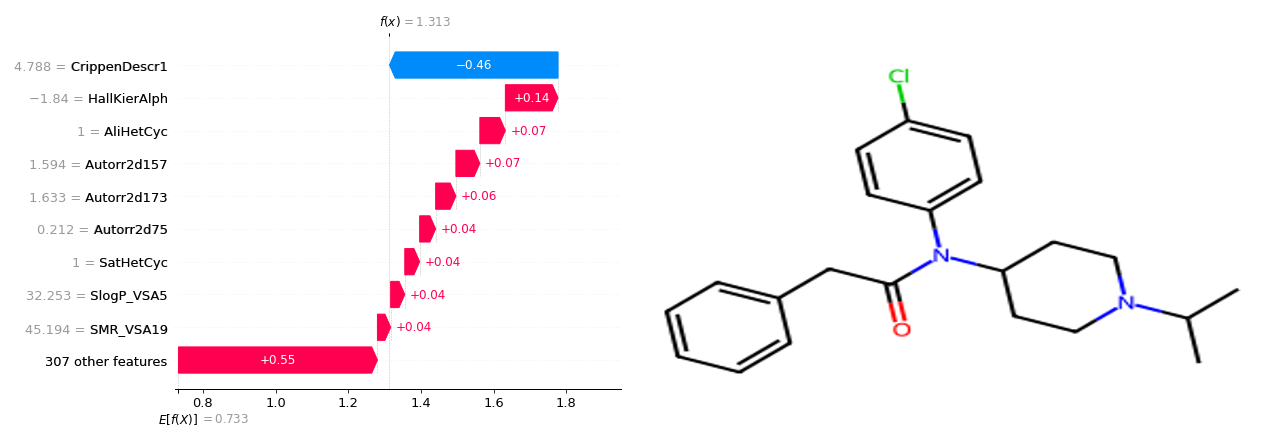 f(x) = 1.313
4.788 = CrippenDescr1
−0.46
−1.84 = HallKierAlph
+0.14
1 = AliHetCyc
+0.07
1.594 = Autorr2d157
+0.07
1.633 = Autorr2d173
+0.06
0.212 = Autorr2d75
+0.04
1 = SatHetCyc
+0.04
32.253 = SlogP_VSA5
+0.04
45.194 = SMR_VSA19
+0.04
307 other features
+0.55
0.8 1.0 1.2 1.4 1.6 1.8
E[f(X)] = 0.733
Cl
N
N
O